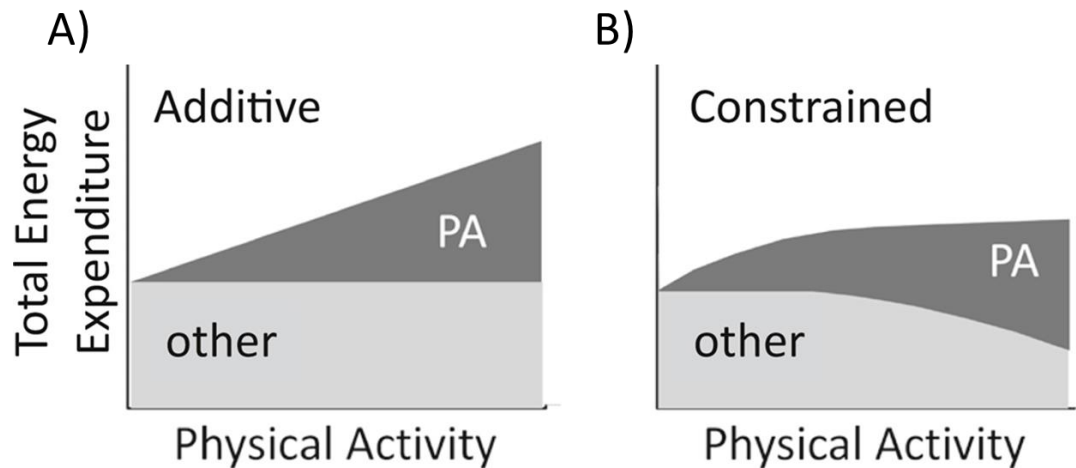 A)
Additive
Total Energy
Expenditure
PA
other
Physical Activity
B)
Constrained
PA
other
Physical Activity